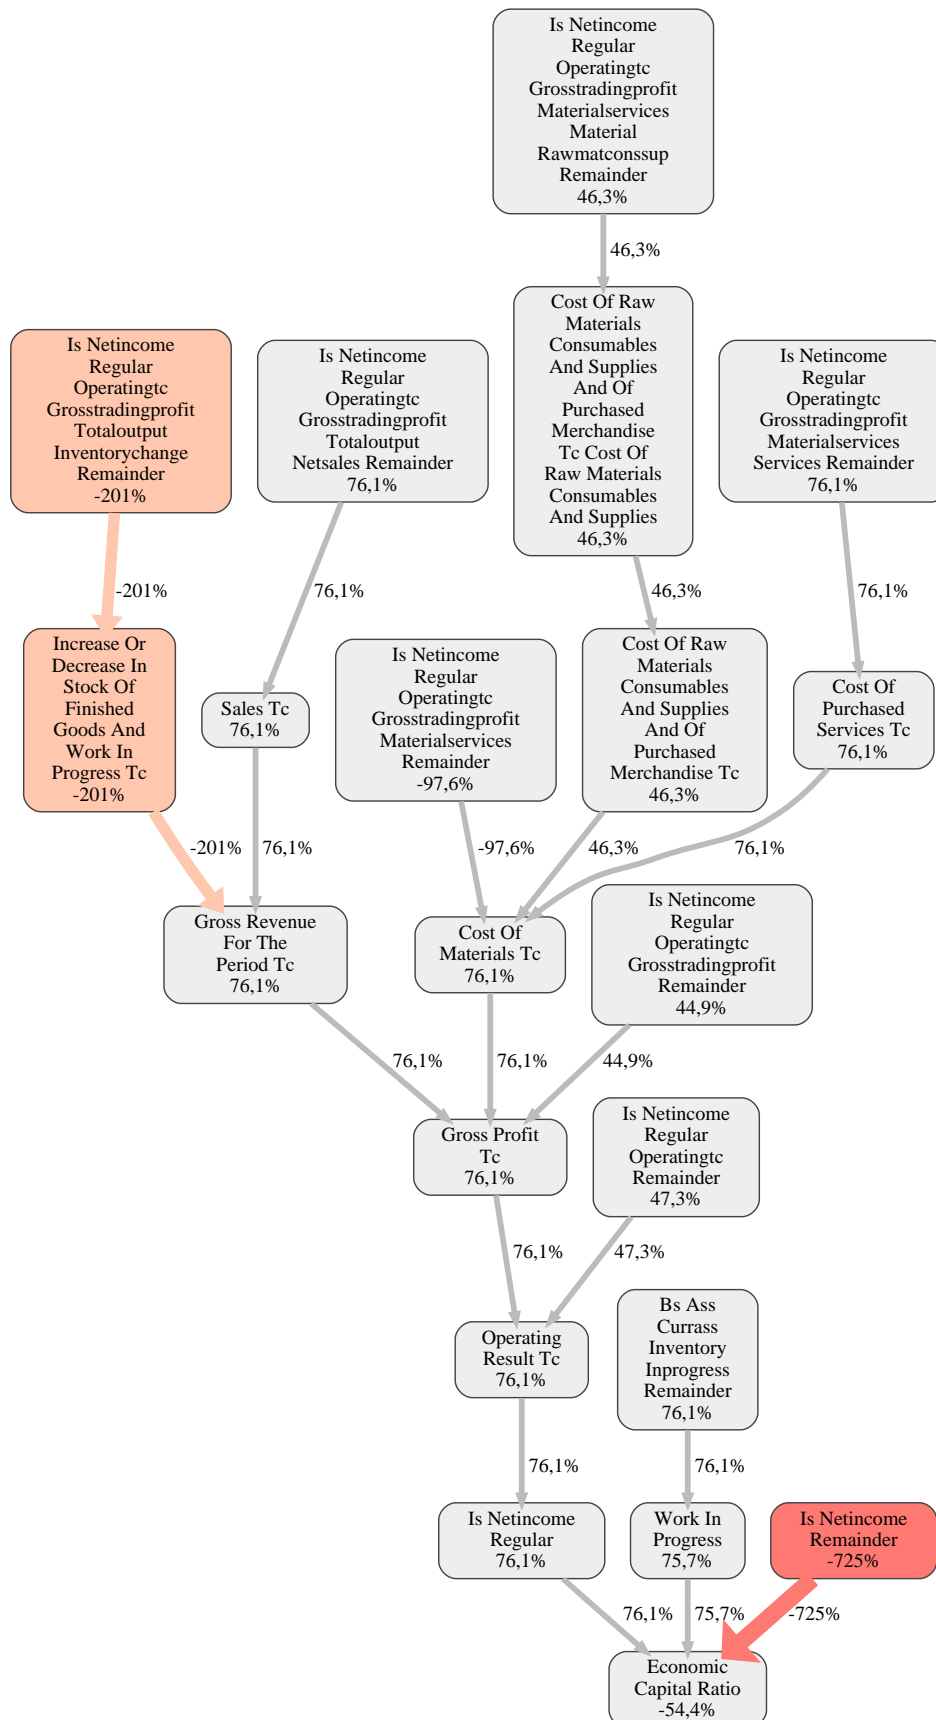 Is Netincome
Regular
Operatingtc
Grosstradingprofit
Materialservices
Material
Rawmatconssup
Remainder
46,3%
46,3%
Cost Of Raw
Materials
Consumables
And Supplies
And Of
Purchased
Merchandise
Tc Cost Of
Raw Materials
Consumables
And Supplies
46,3%
Is Netincome
Regular
Operatingtc
Grosstradingprofit
Totaloutput
Inventorychange
Remainder
-201%
Is Netincome
Regular
Operatingtc
Grosstradingprofit
Totaloutput
Netsales Remainder
76,1%
Is Netincome
Regular
Operatingtc
Grosstradingprofit
Materialservices
Services Remainder
76,1%
-201%
76,1%
46,3%
76,1%
Increase Or
Decrease In
Stock Of
Finished
Goods And
Work In
Progress Tc
-201%
Sales Tc
76,1%
Is Netincome
Regular
Operatingtc
Grosstradingprofit
Materialservices
Remainder
-97,6%
Cost Of Raw
Materials
Consumables
And Supplies
And Of
Purchased
Merchandise Tc
46,3%
Cost Of
Purchased
Services Tc
76,1%
-201%
76,1%
-97,6%
46,3%
76,1%
Gross Revenue
For The
Period Tc
76,1%
Cost Of
Materials Tc
76,1%
Is Netincome
Regular
Operatingtc
Grosstradingprofit
Remainder
44,9%
76,1%
76,1%
44,9%
Gross Profit
Tc
76,1%
Is Netincome
Regular
Operatingtc
Remainder
47,3%
76,1%
47,3%
Operating
Result Tc
76,1%
Bs Ass
Currass
Inventory
Inprogress
Remainder
76,1%
76,1%
76,1%
Is Netincome
Regular
76,1%
Work In
Progress
75,7%
Is Netincome
Remainder
-725%
76,1%
75,7%
-725%
Economic
Capital Ratio
-54,4%